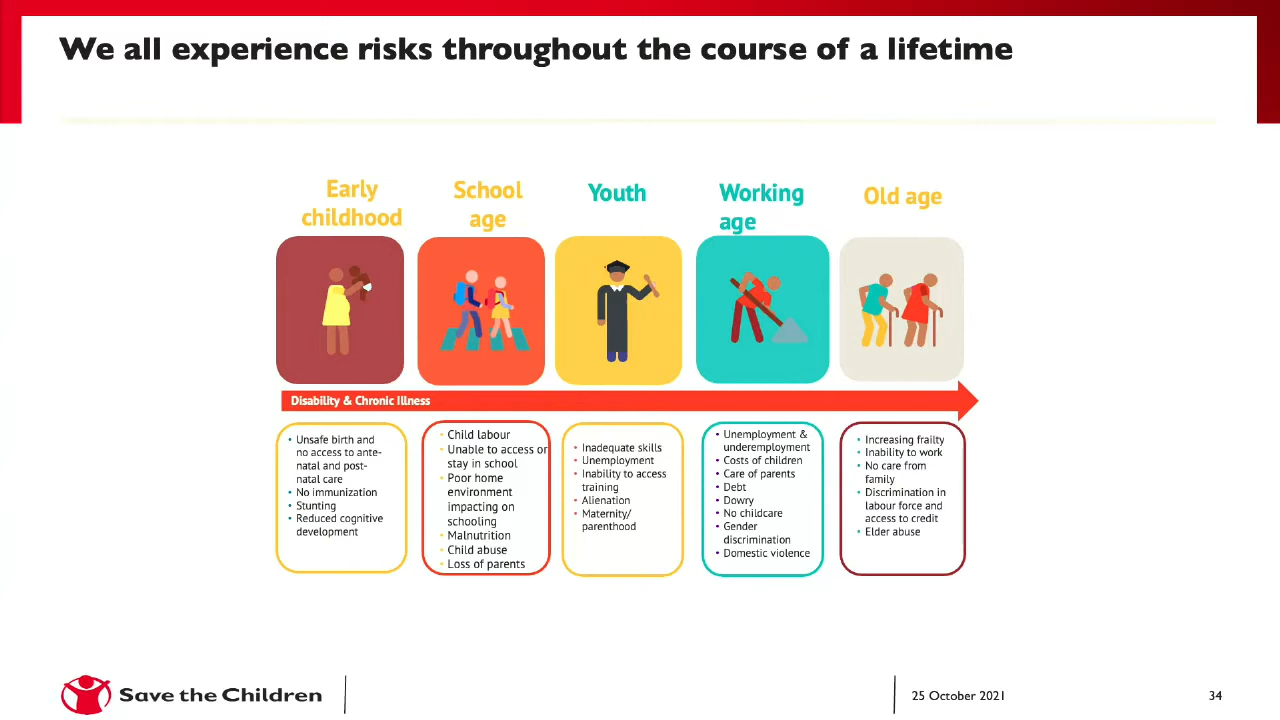 We all experience risks throughout the course of a lifetime
Early
childhood
School
age
Youth
Working
age
Old age
Disability & Chronic Illness
• Unsafe birth and
no access to ante-
natal and post-
natal care
• No immunization
• Stunting
• Reduced cognitive
development
• Child labour
• Unable to access or
stay in school
• Poor home
environment
impacting on
schooling
• Malnutrition
• Child abuse
• Loss of parents
• Inadequate skills
• Unemployment
• Inability to access
training
• Alienation
• Maternity/
parenthood
• Unemployment &
underemployment
• Costs of children
• Care of parents
• Debt
• Dowry
• No childcare
• Gender
discrimination
• Domestic violence
• Increasing frailty
• Inability to work
• No care from
family
• Discrimination in
labour force and
access to credit
• Elder abuse
Save the Children
25 October 2021
34